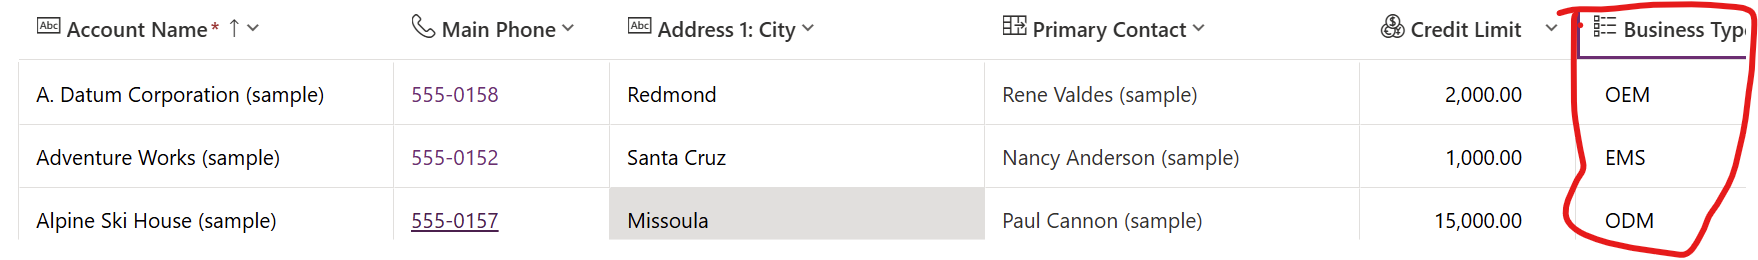 Abc Account Name* ↑ Main Phone Abc Address 1: City Primary Contact Credit Limit Business Typ
A. Datum Corporation (sample) 555-0158 Redmond Rene Valdes (sample) 2,000.00 OEM
Adventure Works (sample) 555-0152 Santa Cruz Nancy Anderson (sample) 1,000.00 EMS
Alpine Ski House (sample) 555-0157 Missoula Paul Cannon (sample) 15,000.00 ODM